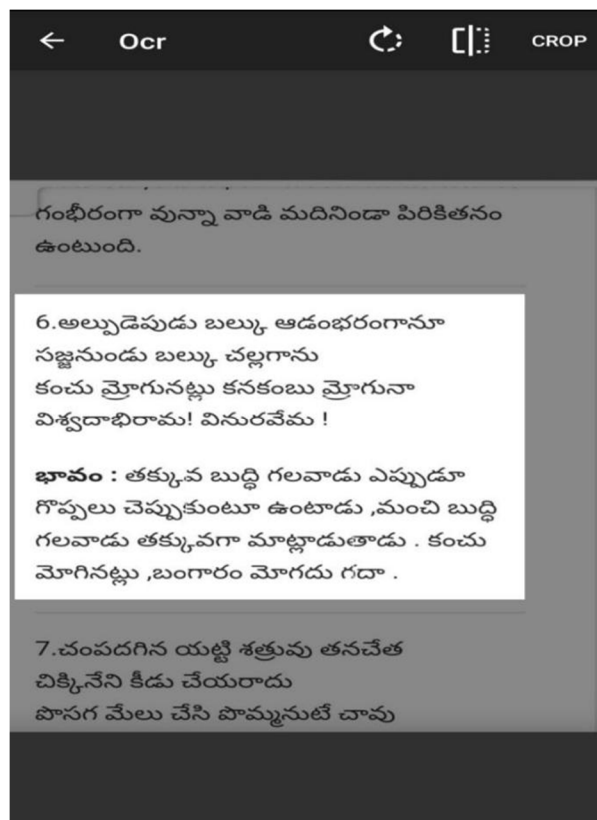 Ocr CROP
గంభీరంగా వున్నా వాడి మదినిండా పిరికితనం
ఉంటుంది.
6.అల్పుడెపుడు బల్కు ఆడంభరంగానూ
సజ్జనుండు బల్కు చల్లగాను
కంచు మ్రోగునట్లు కనకంబు మ్రోగునా
విశ్వదాభిరామ! వినురవేమ !
భావం : తక్కువ బుద్ధి గలవాడు ఎప్పుడూ
గొప్పలు చెప్పుకుంటూ ఉంటాడు ,మంచి బుద్ధి
గలవాడు తక్కువగా మాట్లాడుతాడు . కంచు
మోగినట్లు ,బంగారం మోగదు గదా .
7.చంపదగిన యట్టి శత్రువు తనచేత
చిక్కినేని కీడు చేయరాదు
పొసగ మేలు చేసి పొమ్మనుటే చావు